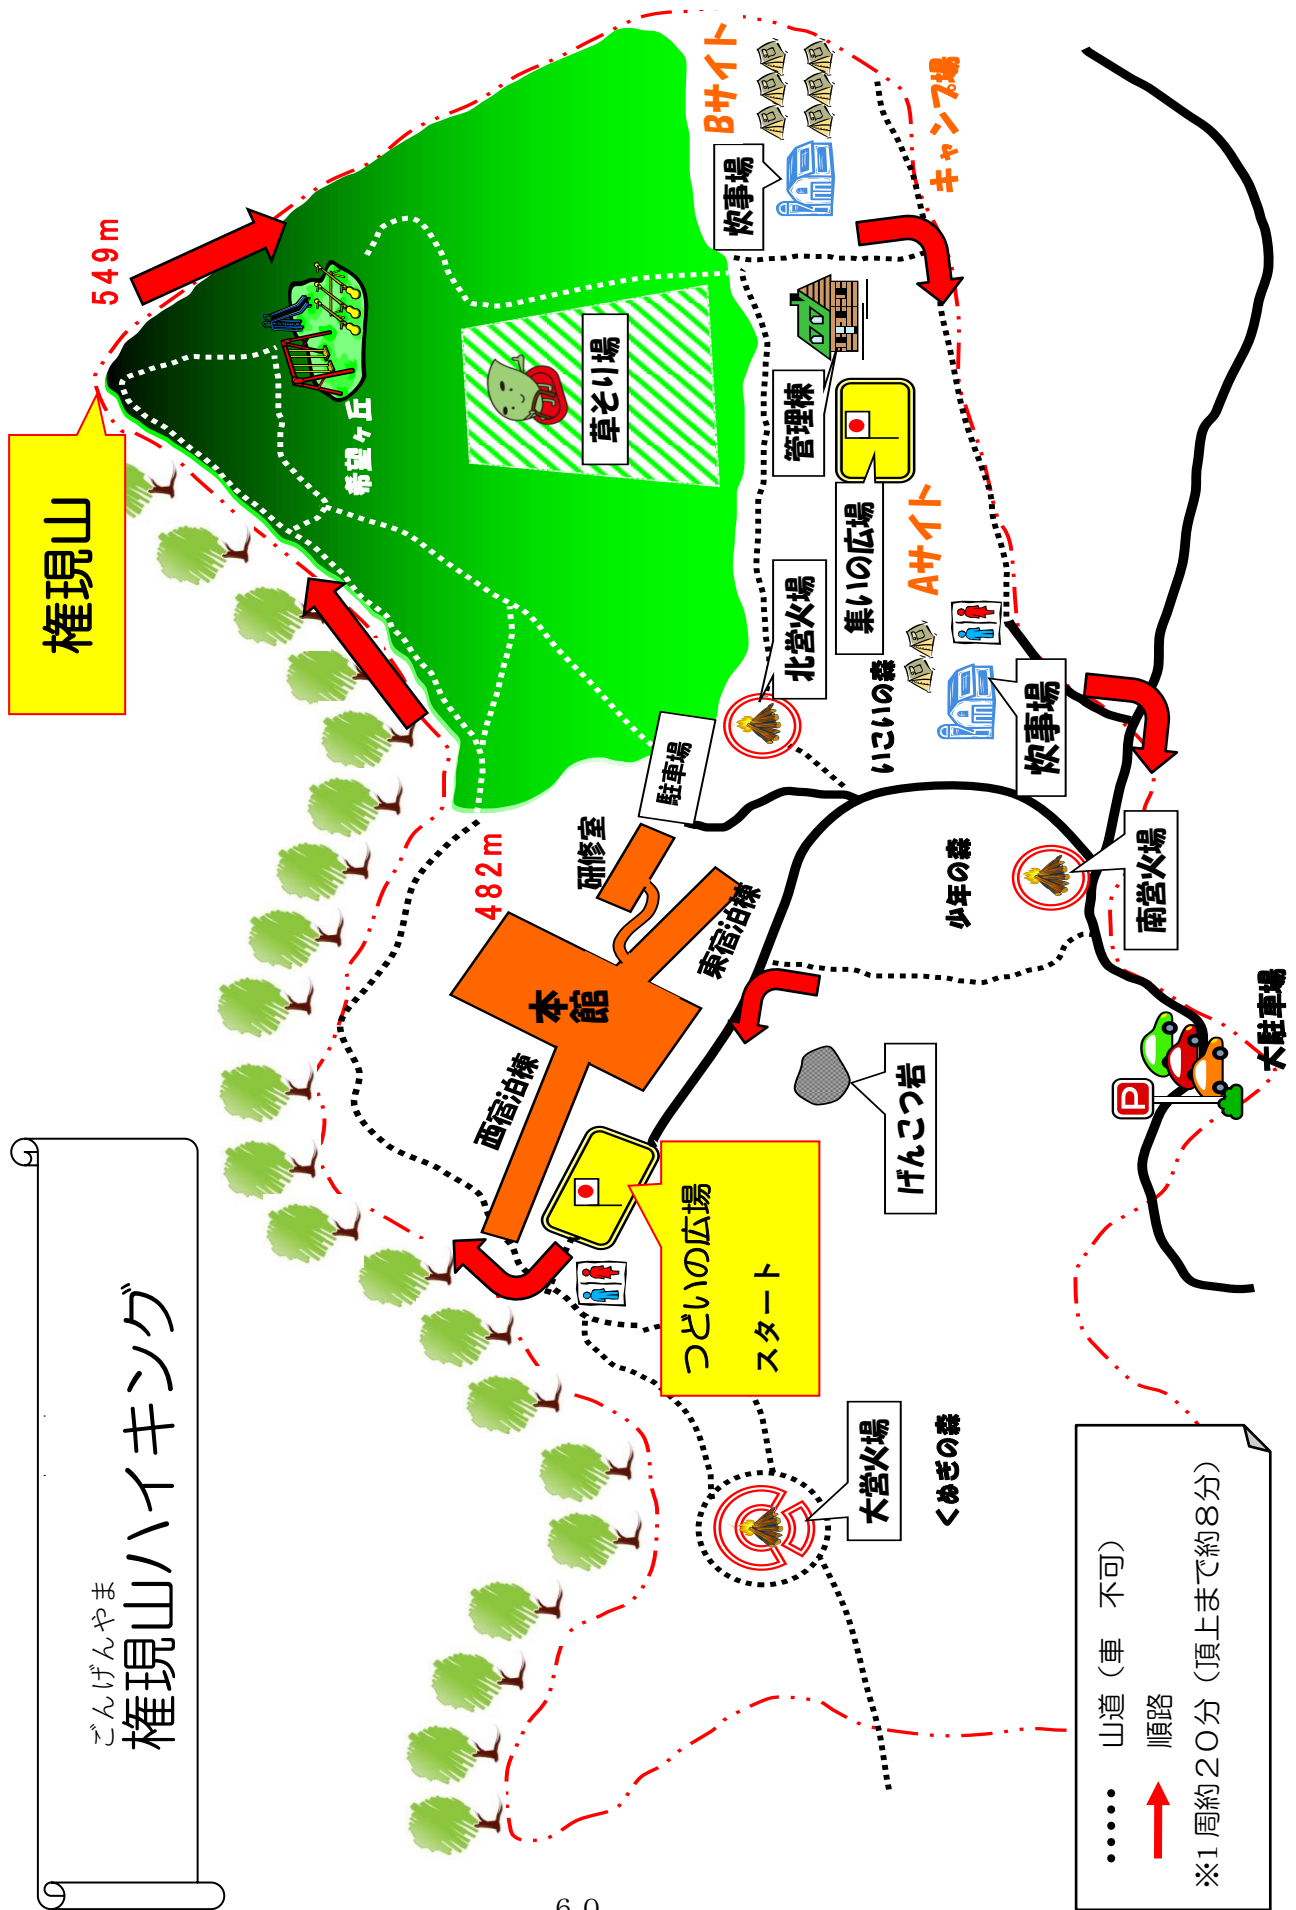 ごんげんやま
権現山ハイキング
権現山
549m
482m
希望ヶ丘
草そり場
Bサイト
炊事場
キャンプ場
管理棟
集いの広場
Aサイト
北営火場
いこいの森
炊事場
駐車場
研修室
本館
東宿泊棟
西宿泊棟
少年の森
南営火場
大駐車場
P
げんこつ岩
つどいの広場
スタート
大営火場
くぬぎの森
山道(車 不可)
順路
※1周約20分(頂上まで約8分)
60